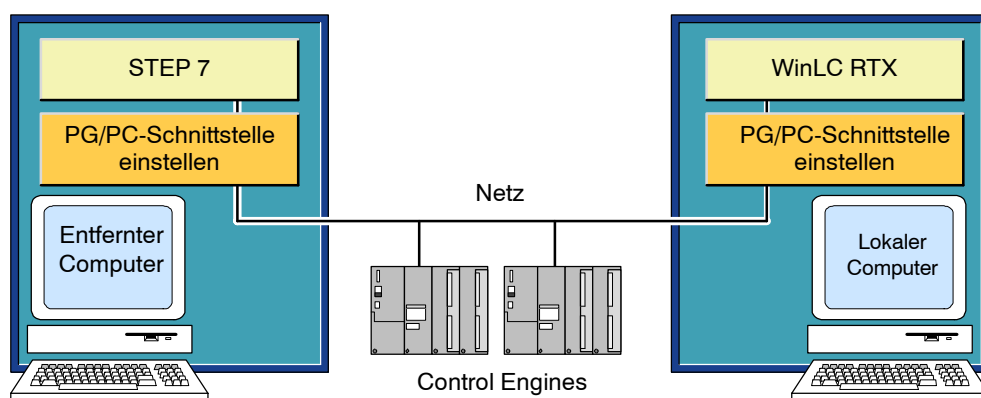 STEP 7
PG/PC-Schnittstelle
einstellen
Entfernter
Computer
Netz
Control Engines
WinLC RTX
PG/PC-Schnittstelle
einstellen
Lokaler
Computer